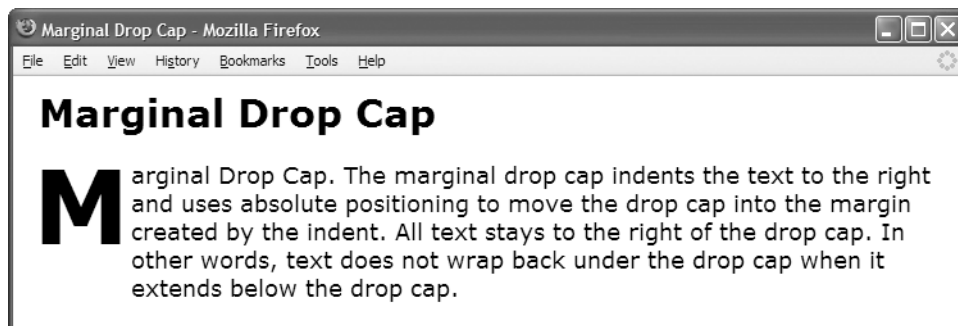 Marginal Drop Cap - Mozilla Firefox
File Edit View History Bookmarks Tools Help
Marginal Drop Cap
Marginal Drop Cap. The marginal drop cap indents the text to the right
and uses absolute positioning to move the drop cap into the margin
created by the indent. All text stays to the right of the drop cap. In
other words, text does not wrap back under the drop cap when it
extends below the drop cap.